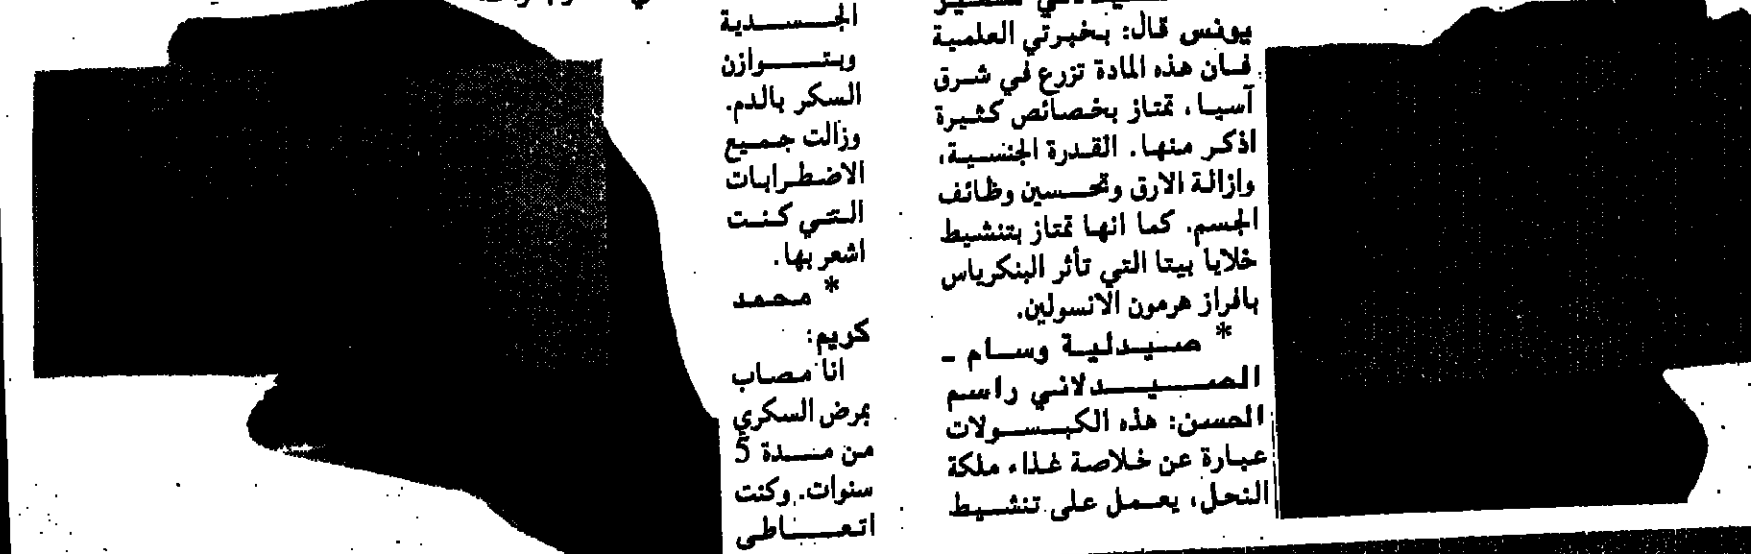 يونس قال: بخبرتي العلمية
فان هذه المادة تزرع في شرق
آسيا، تمتاز بخصائص كثيرة
اذكر منها. القدرة الجنسية،
وازالة الارق وتحسين وظائف
الجسم. كما انها تمتاز بتنشيط
خلايا بيتا التي تأثر البنكرياس
بافراز هرمون الانسولين.
* صيدلية وسام -
الصيدلاني راسم
الحسن: هذه الكبسولات
عبارة عن خلاصة غذاء ملكة
النحل، يعمل على تنشيط
الجسدية
وبتوازن
السكر بالدم.
وزالت جميع
الاضطرابات
التي كنت
اشعر بها.
* محمد
كريم:
انا مصاب
بمرض السكري
من مدة 5
سنوات. وكنت
اتعاطى